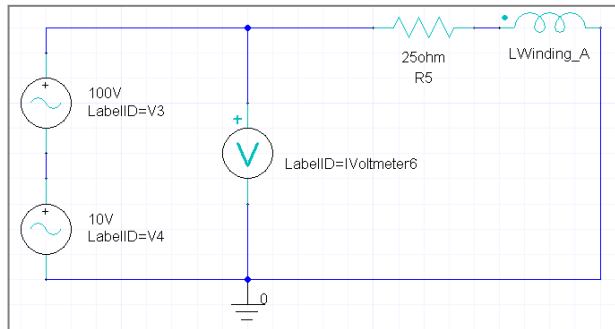 25ohm
R5
LWinding_A
100V
LabelID=V3
+
+
V
LabelID=IVoltmeter6
+
10V
LabelID=V4
0